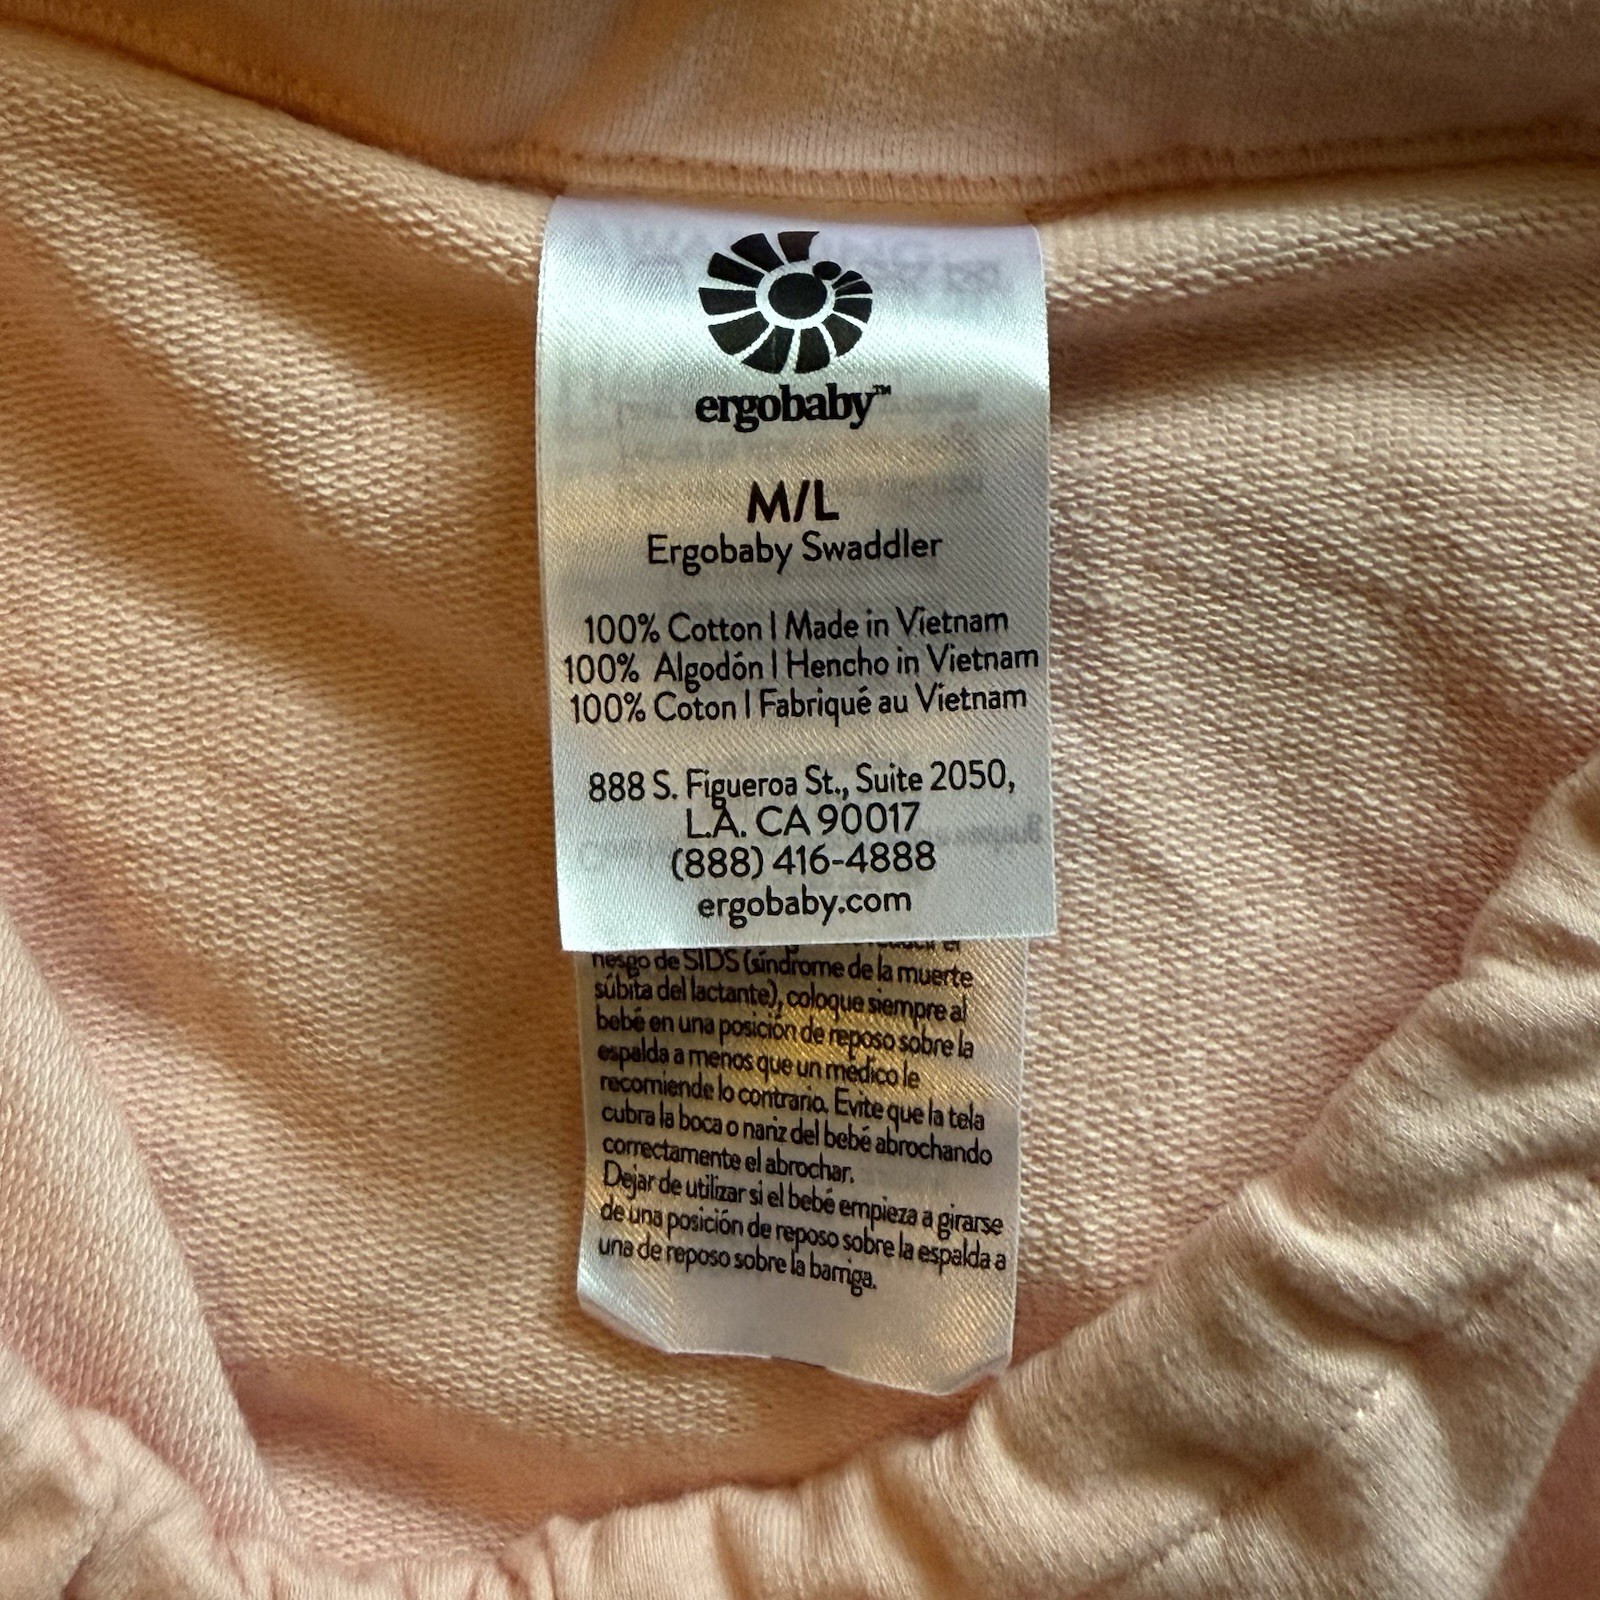 ergobaby™
M/L
Ergobaby Swaddler
100% Cotton | Made in Vietnam
100% Algodón | Hencho in Vietnam
100% Coton | Fabriqué au Vietnam
888 S. Figueroa St., Suite 2050,
L.A. CA 90017
(888) 416-4888
ergobaby.com
reducir el
riesgo de SIDS (síndrome de la muerte
súbita del lactante), coloque siempre al
bebé en una posición de reposo sobre la
espalda a menos que un médico le
recomiende lo contrario. Evite que la tela
cubra la boca o nariz del bebé abrochando
correctamente el abrochar.
Dejar de utilizar si el bebé empieza a girarse
de una posición de reposo sobre la espalda a
una de reposo sobre la barriga.